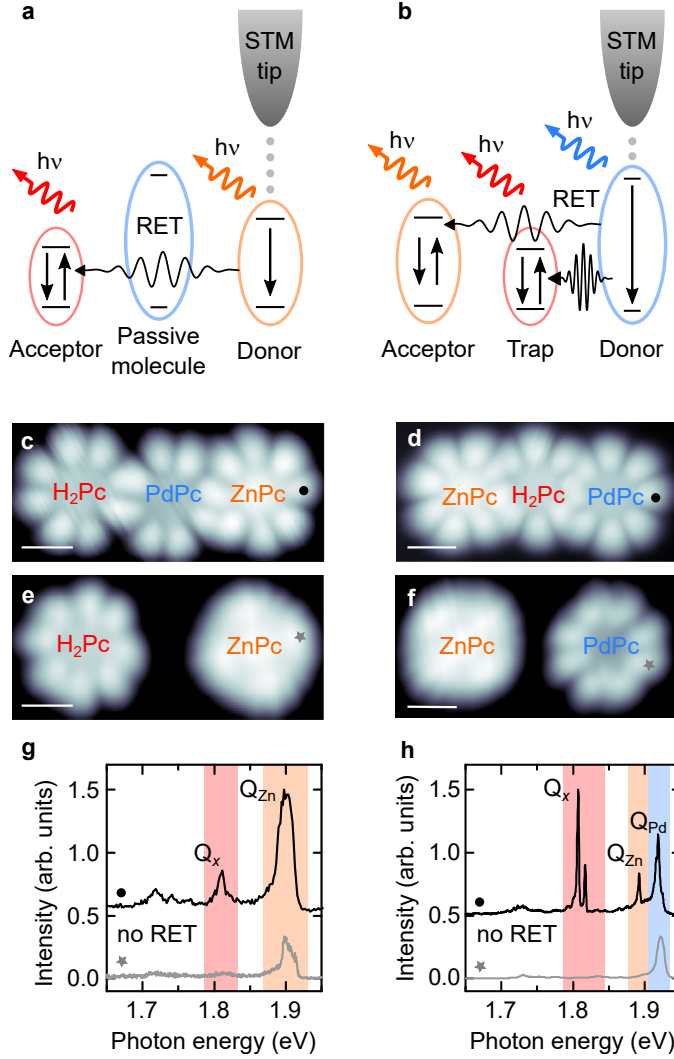 a
STM
tip
hν
hν
RET
Acceptor
Passive
molecule
Donor
b
STM
tip
hν
hν
hν
RET
Acceptor
Trap
Donor
c
H₂Pc
PdPc
ZnPc
d
ZnPc
H₂Pc
PdPc
e
H₂Pc
ZnPc
f
ZnPc
PdPc
g
Intensity (arb. units)
1.5
1.0
0.5
0.0
Qₓ
Q_Zn
no RET
1.7
1.8
1.9
Photon energy (eV)
h
Intensity (arb. units)
1.5
1.0
0.5
0.0
Qₓ
Q_Zn
Q_Pd
no RET
1.7
1.8
1.9
Photon energy (eV)